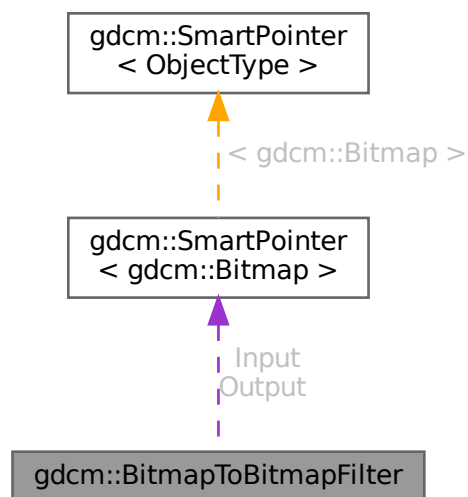 gdcm::SmartPointer
< ObjectType >
< gdcm::Bitmap >
gdcm::SmartPointer
< gdcm::Bitmap >
Input
Output
gdcm::BitmapToBitmapFilter